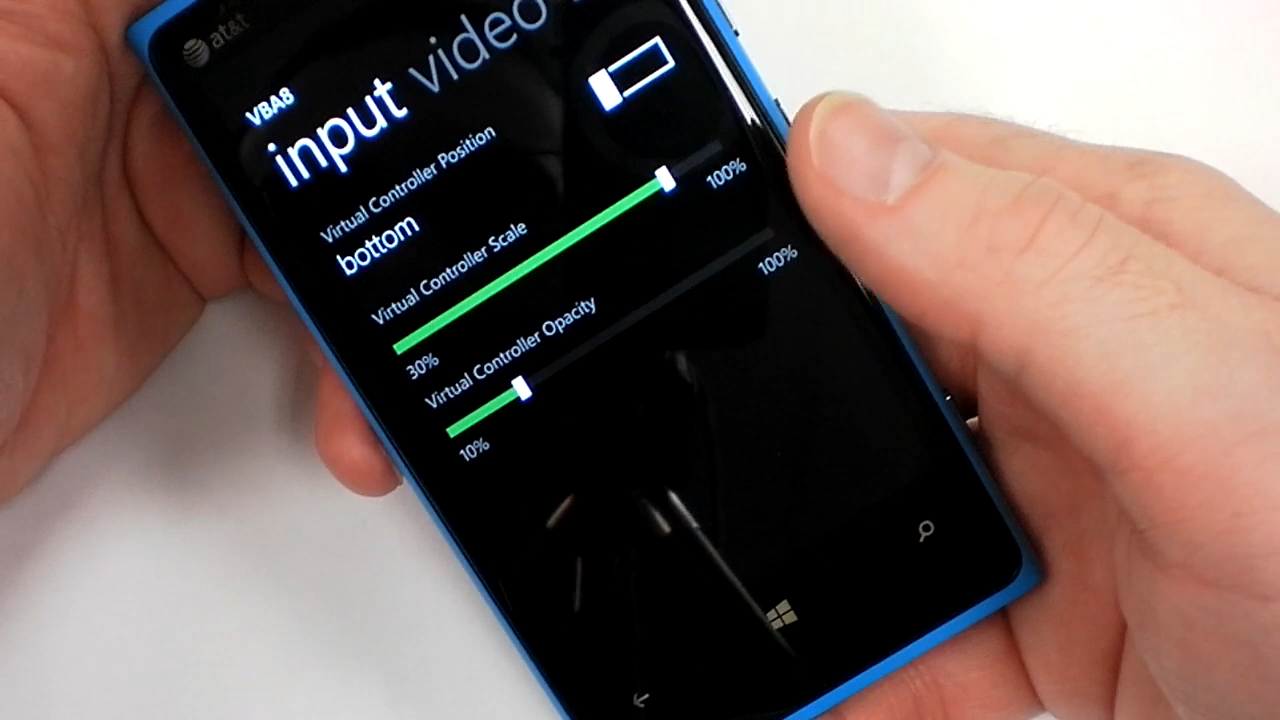 at&t
VBA8
input video
Virtual Controller Position
bottom
Virtual Controller Scale
30% 100%
Virtual Controller Opacity
10% 100%